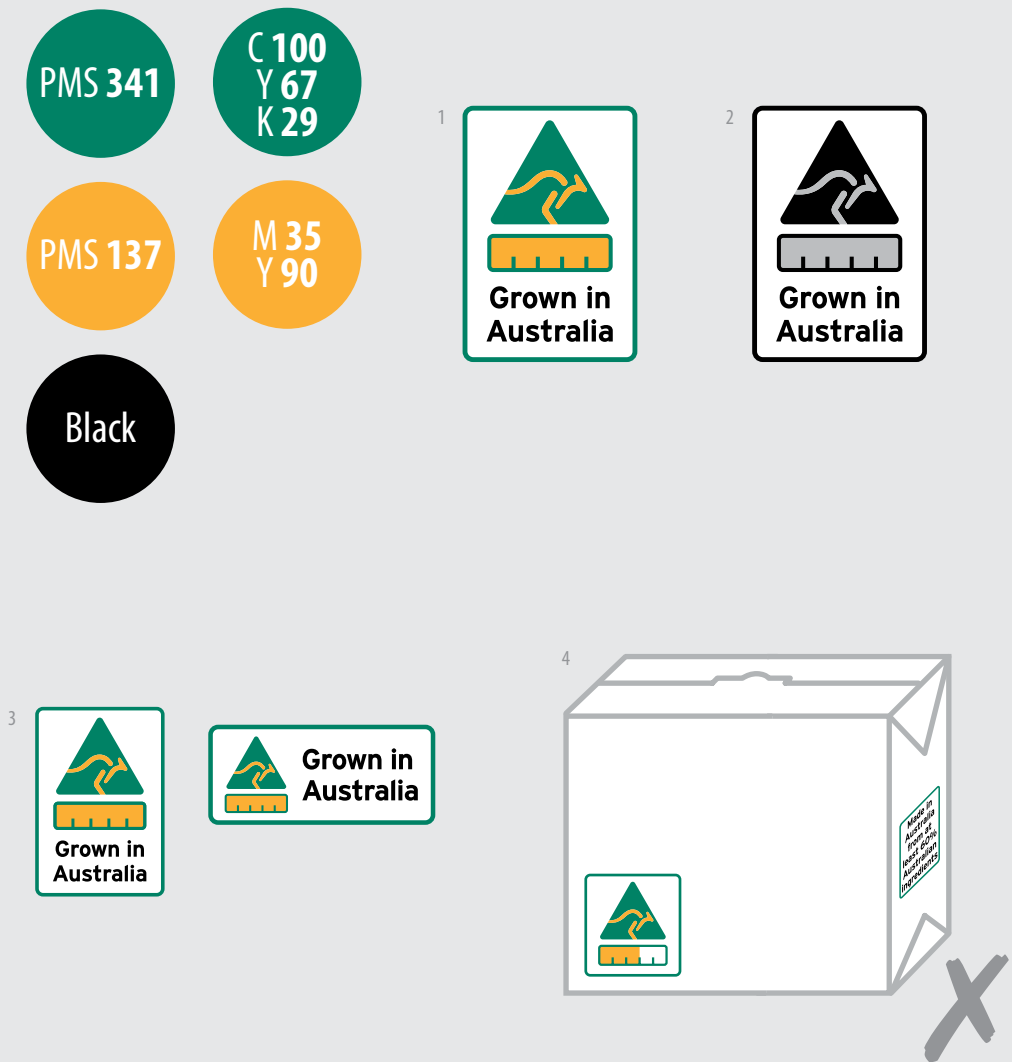 PMS 341
C 100
Y 67
K 29
PMS 137
M 35
Y 90
Black
1
Grown in
Australia
2
Grown in
Australia
3
Grown in
Australia
Grown in
Australia
4
Made in
Australia
from at
least 60%
Australian
ingredients